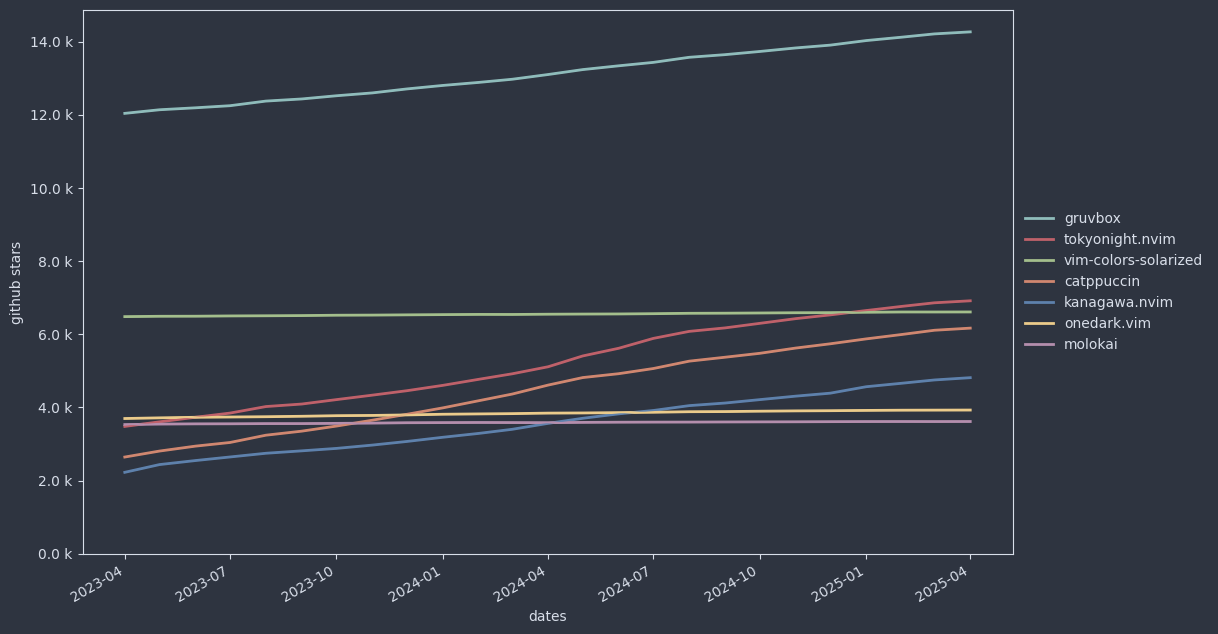 14.0 k
12.0 k
10.0 k
8.0 k
6.0 k
4.0 k
2.0 k
0.0 k
github stars
2023-04
2023-07
2023-10
2024-01
2024-04
2024-07
2024-10
2025-01
2025-04
dates
gruvbox
tokyonight.nvim
vim-colors-solarized
catppuccin
kanagawa.nvim
onedark.vim
molokai